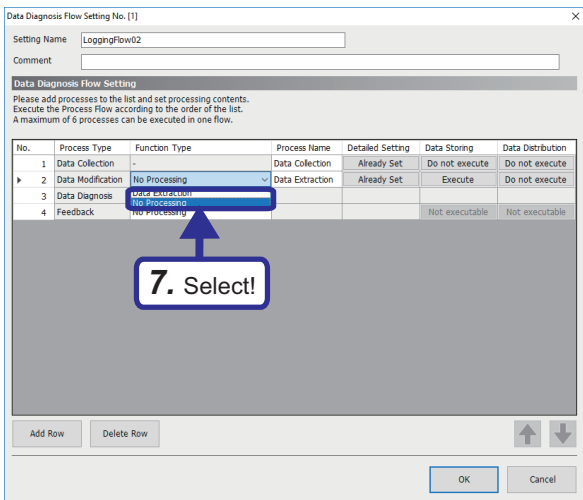 Data Diagnosis Flow Setting No. [1]
Setting Name LoggingFlow02
Comment
Data Diagnosis Flow Setting
Please add processes to the list and set processing contents.
Execute the Process Flow according to the order of the list.
A maximum of 6 processes can be executed in one flow.
No. Process Type Function Type Process Name Detailed Setting Data Storing Data Distribution
1 Data Collection - Data Collection Already Set Do not execute Do not execute
2 Data Modification No Processing Data Extraction Already Set Execute Do not execute
Data Extraction
3 Data Diagnosis No Processing
4 Feedback No Processing Not executable Not executable
7. Select!
Add Row Delete Row
OK Cancel